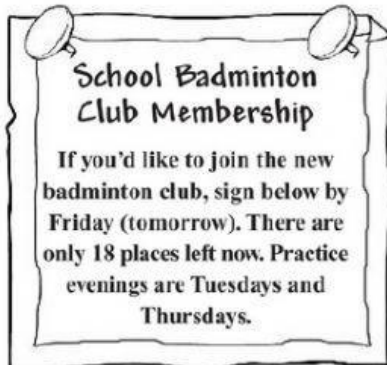 School Badminton
Club Membership
If you'd like to join the new
badminton club, sign below by
Friday (tomorrow). There are
only 18 places left now. Practice
evenings are Tuesdays and
Thursdays.